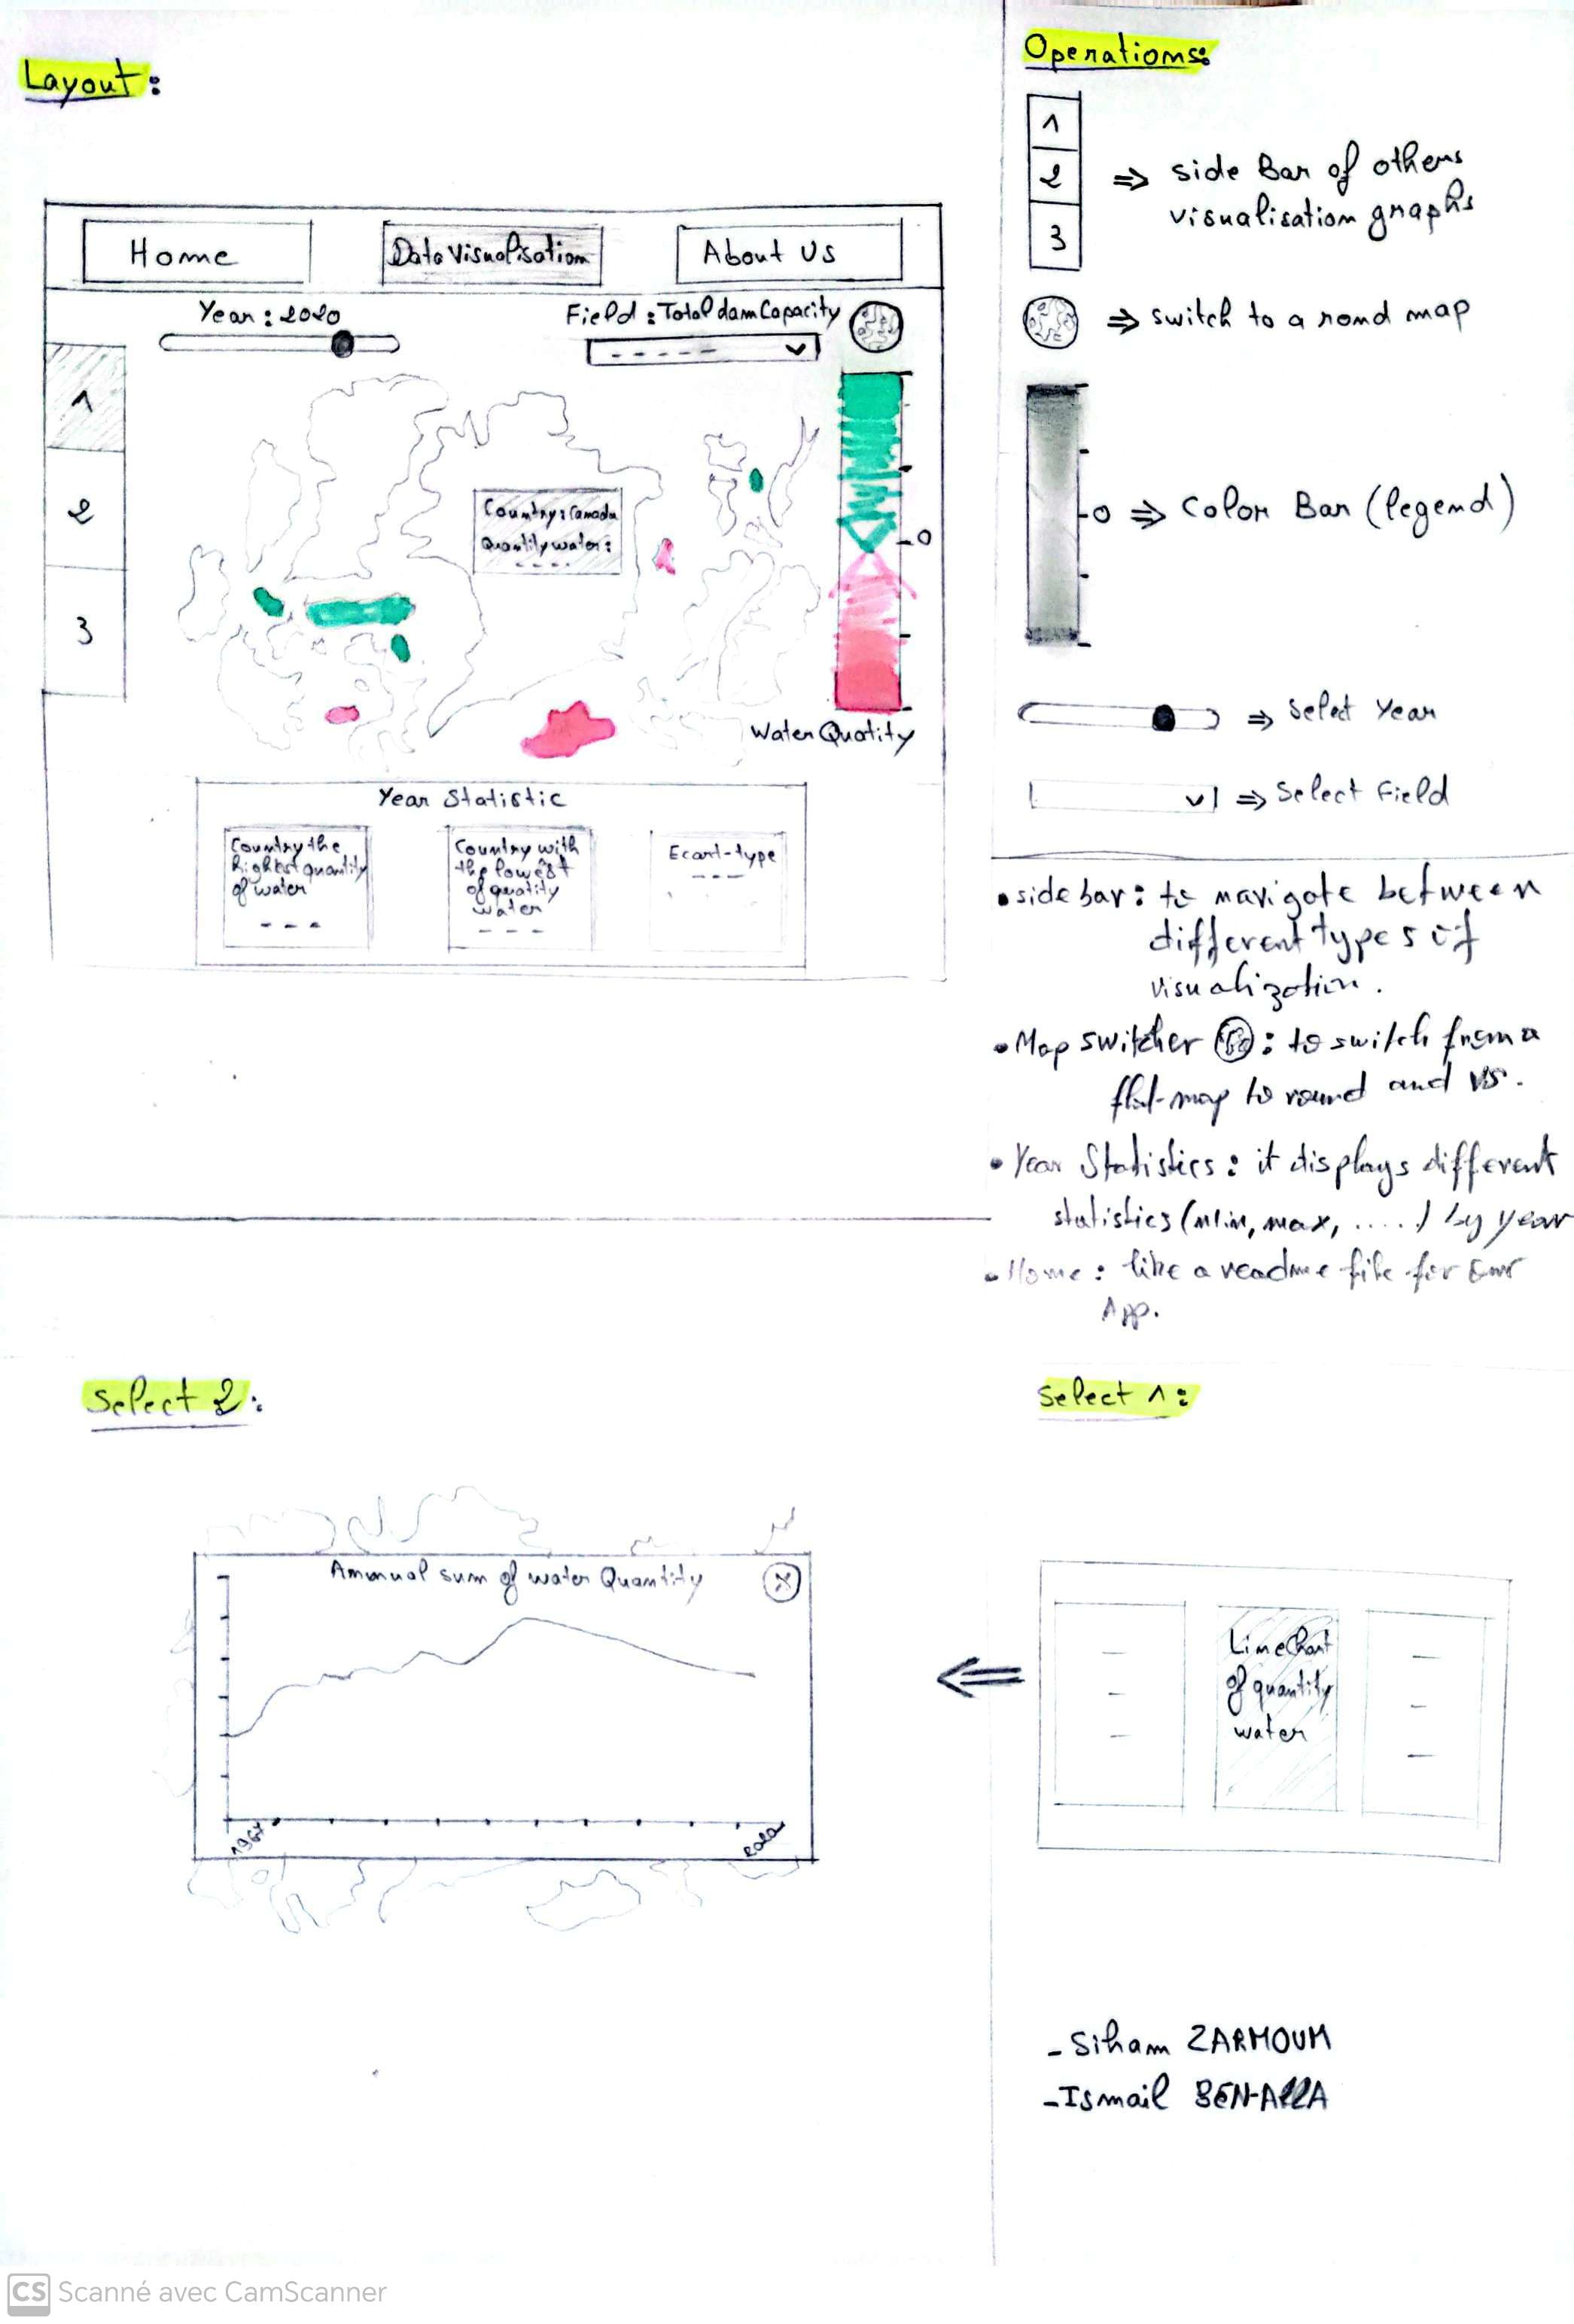 Layout:
Home
Data Visualisation
About Us
Year : 2020
Field : Total dam Capacity
1
2
3
Country : Canada
Quantity water :
- - - -
0
Water Quatity
Year Statistic
Country the
highest quantity
of water
- - -
Country with
the lowest
of quatity
water
- - -
Ecart-type
- - -
Operations:
1
2
3
⇒ side Bar of others
visualisation graphs
⇒ switch to a rond map
0 ⇒ Color Bar (legend)
⇒ Select Year
⇒ Select Field
• side bar : to navigate between
different types of
visualization.
• Map switcher : to switch from a
flat-map to round and vs.
• Year Statistics : it displays different
statistics (min, max, .....) by year
• Home : like a readme file for our
App.
Select 2:
Annual sum of water Quantity
X
1967
Select 1:
Line Chart
of quantity
water
- Siham ZARMOUM
- Ismail BEN-ALLA
CS Scanné avec CamScanner